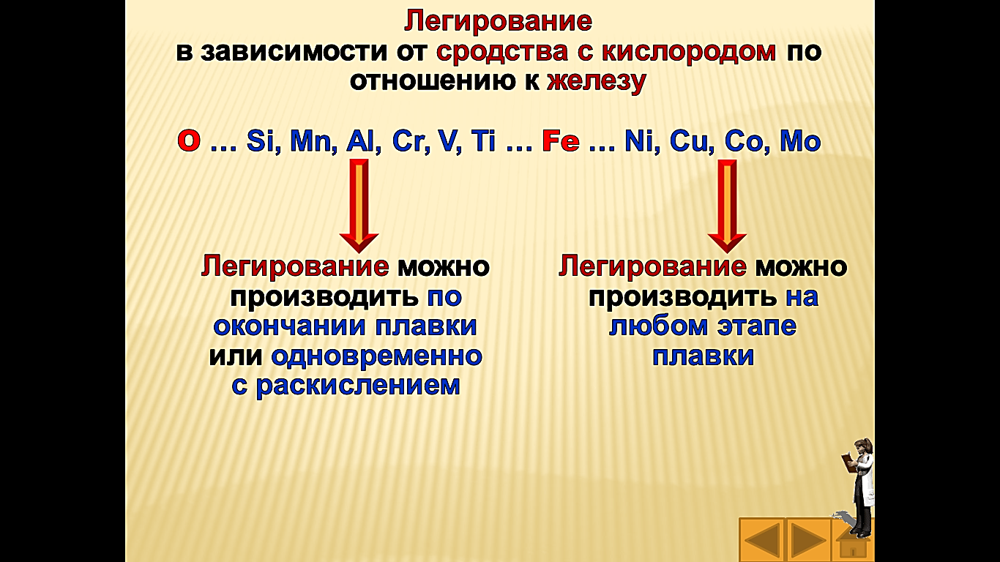 Легирование
в зависимости от сродства с кислородом по
отношению к железу
О … Si, Mn, Al, Cr, V, Ti … Fe … Ni, Cu, Co, Mo
Легирование можно
производить по
окончании плавки
или одновременно
с раскислением
Легирование можно
производить на
любом этапе
плавки